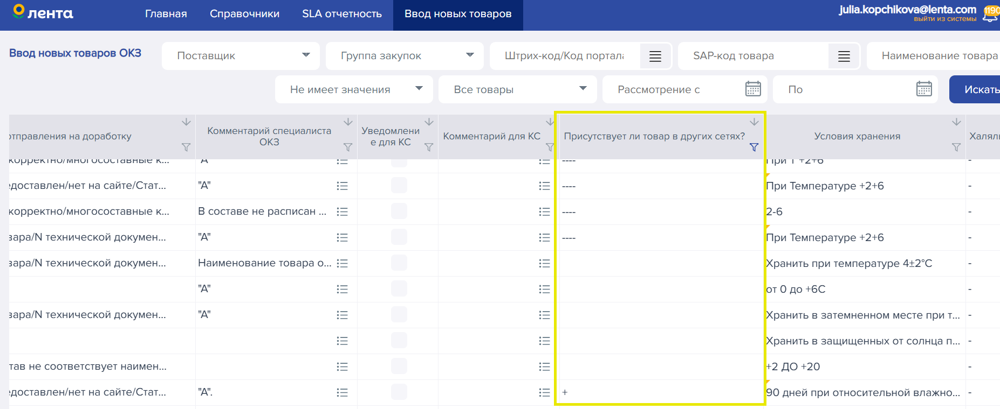 лента
Главная
Справочники
SLA отчетность
Ввод новых товаров
julia.kopchikova@lenta.com
выйти из системы
1190
Ввод новых товаров ОКЗ
Поставщик
Группа закупок
Штрих-код/Код портала
SAP-код товара
Наименование товара
Не имеет значения
Все товары
Рассмотрение с
По
Искать
отправления на доработку
Комментарий специалиста
ОКЗ
Уведомлени
е для КС
Комментарий для КС
Присутствует ли товар в других сетях?
Условия хранения
Халяль
корректно/многосоставные к...
"А"
----
При Т +2+6
-
едоставлен/нет на сайте/Стат...
"А"
----
При Температуре +2+6
-
корректно/многосоставные к...
В составе не расписан ...
----
2-6
-
вара/N технической докумен...
"А"
----
При Температуре +2+6
-
вара/N технической докумен...
Наименование товара о...
Хранить при температуре 4±2°С
-
"А"
от 0 до +6С
-
вара/N технической докумен...
"А"
Хранить в затемненном месте при т...
-
Хранить в защищенных от солнца п...
-
тав не соответствует наимен...
+2 ДО +20
-
едоставлен/нет на сайте/Стат...
"А".
+
90 дней при относительной влажно...
-